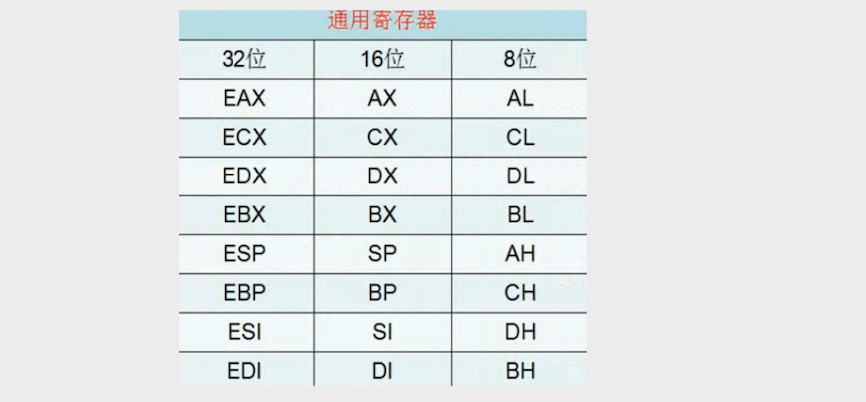 通用寄存器
32位 16位 8位
EAX AX AL
ECX CX CL
EDX DX DL
EBX BX BL
ESP SP AH
EBP BP CH
ESI SI DH
EDI DI BH